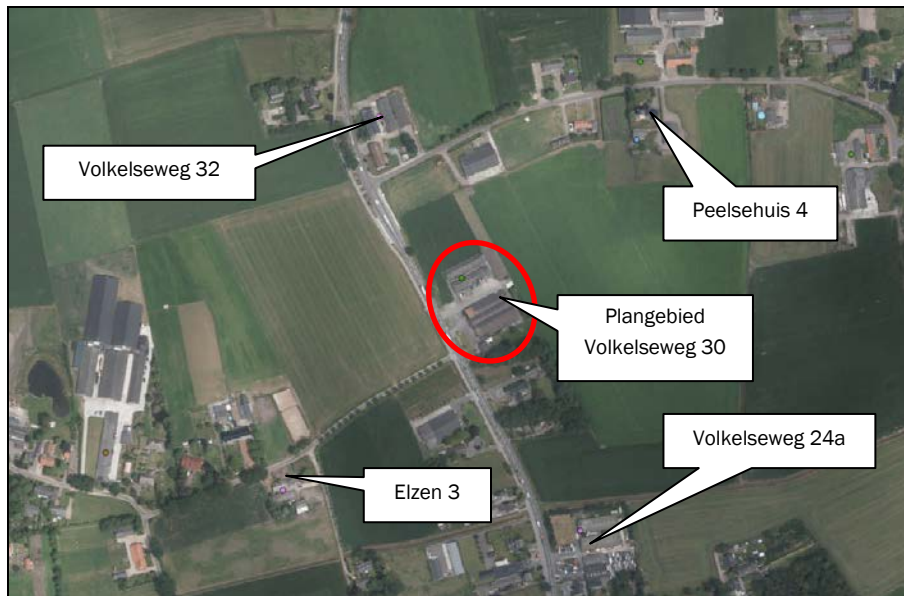 Volkelseweg 32
Peelsehuis 4
Plangebied
Volkelseweg 30
Volkelseweg 24a
Elzen 3